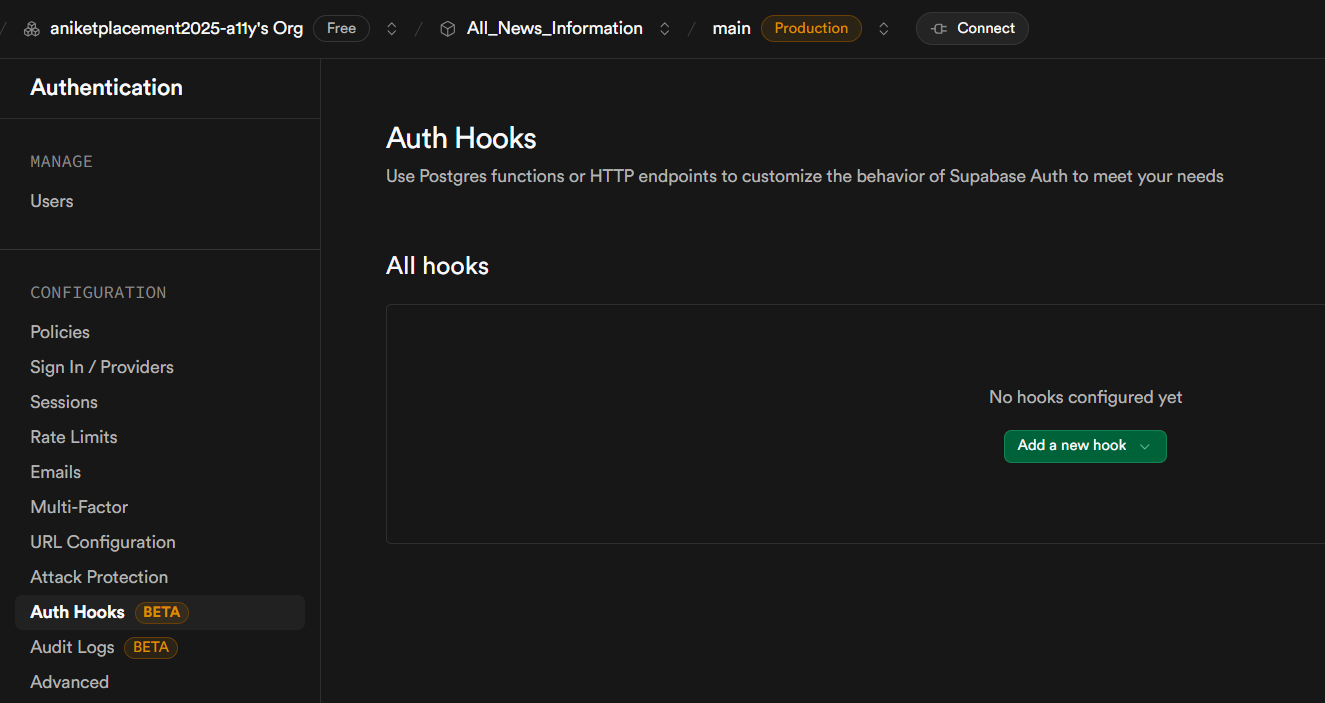 aniketplacement2025-a11y's Org Free / All_News_Information / main Production Connect
Authentication
MANAGE
Users
CONFIGURATION
Policies
Sign In / Providers
Sessions
Rate Limits
Emails
Multi-Factor
URL Configuration
Attack Protection
Auth Hooks BETA
Audit Logs BETA
Advanced
Auth Hooks
Use Postgres functions or HTTP endpoints to customize the behavior of Supabase Auth to meet your needs
All hooks
No hooks configured yet
Add a new hook